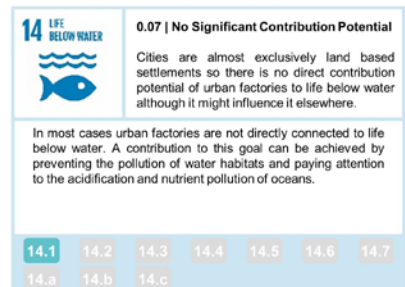 14 LIFE
BELOW WATER
0.07 | No Significant Contribution Potential
Cities are almost exclusively land based
settlements so there is no direct contribution
potential of urban factories to life below water
although it might influence it elsewhere.
In most cases urban factories are not directly connected to life
below water. A contribution to this goal can be achieved by
preventing the pollution of water habitats and paying attention
to the acidification and nutrient pollution of oceans.
14.1 14.2 14.3 14.4 14.5 14.6 14.7
14.a 14.b 14.c